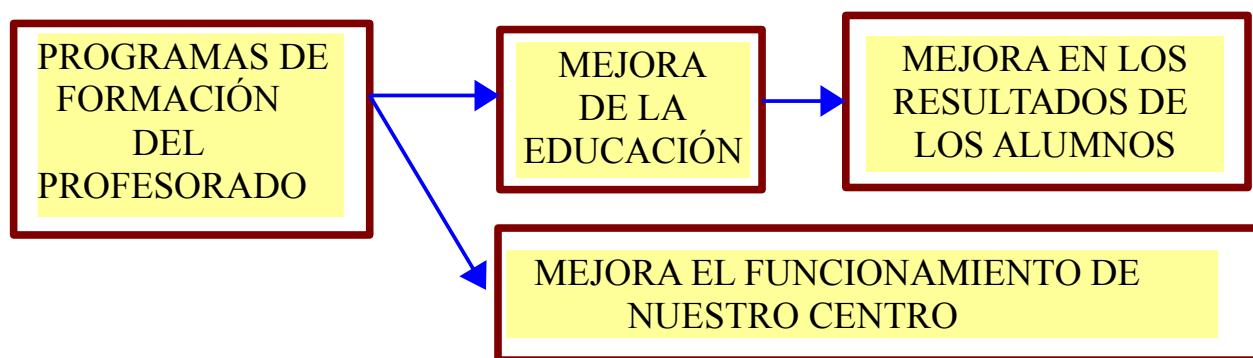 PROGRAMAS DE
FORMACIÓN
DEL
PROFESORADO
MEJORA
DE LA
EDUCACIÓN
MEJORA EN LOS
RESULTADOS DE
LOS ALUMNOS
MEJORA EL FUNCIONAMIENTO DE
NUESTRO CENTRO